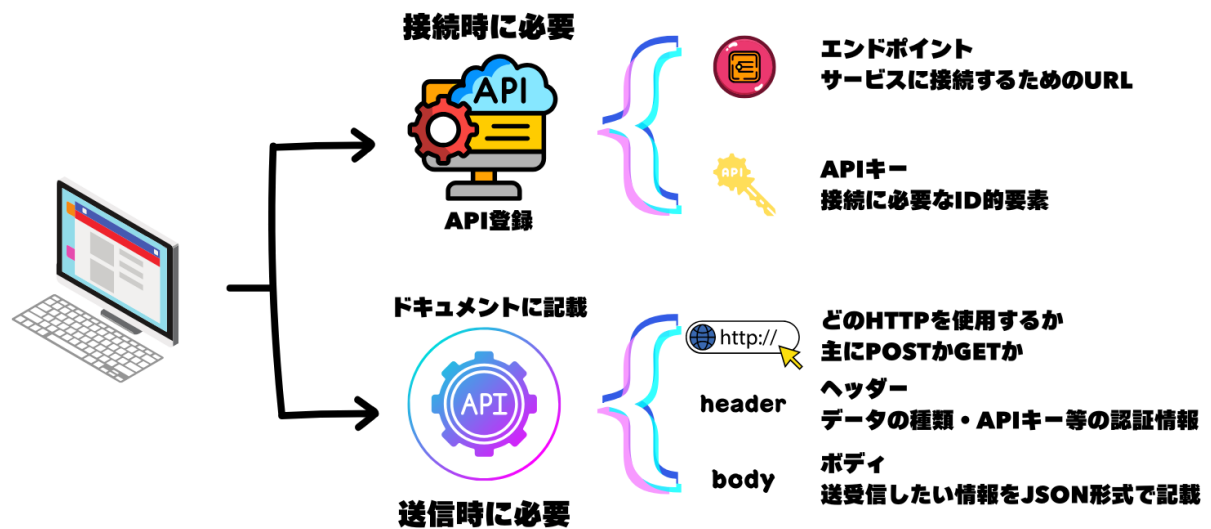 接続時に必要
API
API登録
エンドポイント
サービスに接続するためのURL
API
APIキー
接続に必要なID的要素
ドキュメントに記載
API
送信時に必要
http://
どのHTTPを使用するか
主にPOSTかGETか
header
ヘッダー
データの種類・APIキー等の認証情報
body
ボディ
送受信したい情報をJSON形式で記載